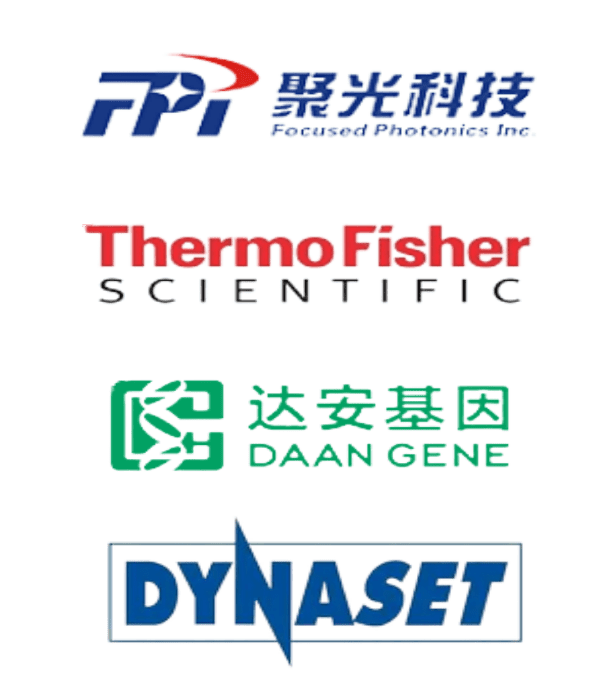 FPI 聚光科技
Focused Photonics Inc.
ThermoFisher
SCIENTIFIC
达安基因
DAAN GENE
DYNASET